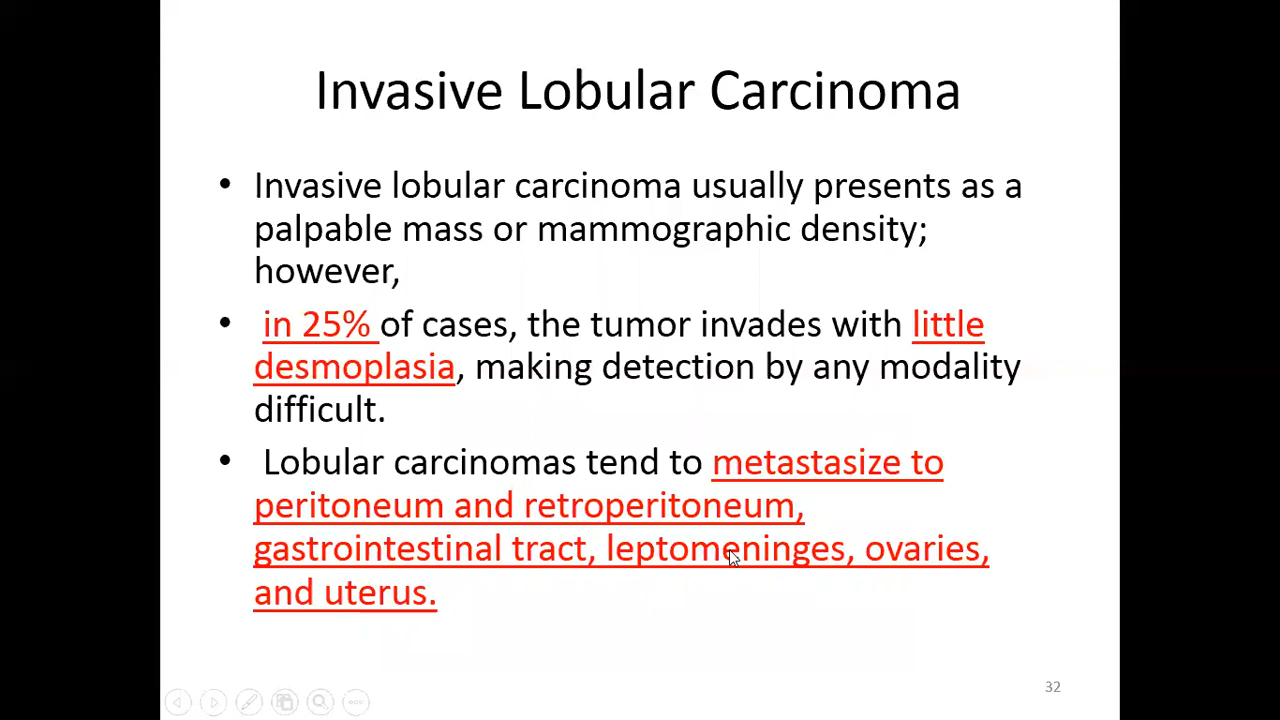 Invasive Lobular Carcinoma
• Invasive lobular carcinoma usually presents as a
palpable mass or mammographic density;
however,
• in 25% of cases, the tumor invades with little
desmoplasia, making detection by any modality
difficult.
• Lobular carcinomas tend to metastasize to
peritoneum and retroperitoneum,
gastrointestinal tract, leptomeninges, ovaries,
and uterus.
32